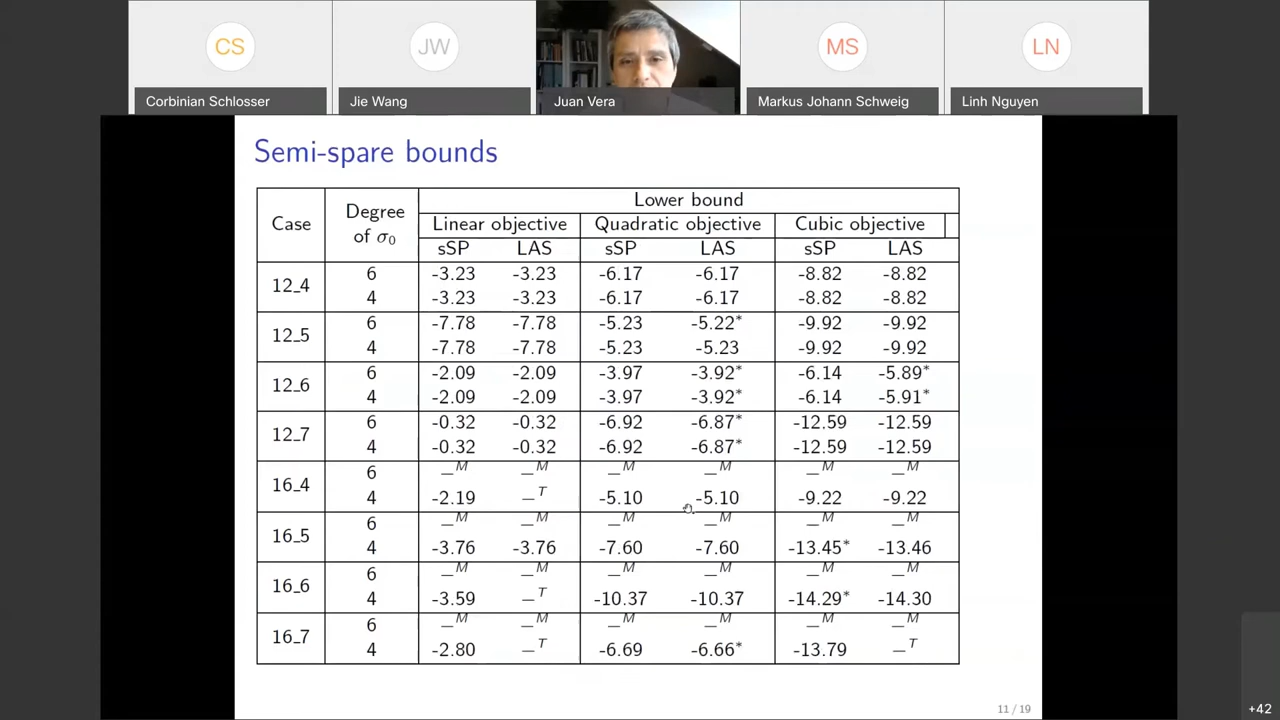 CS
JW
MS
LN
Corbinian Schlosser
Jie Wang
Juan Vera
Markus Johann Schweig
Linh Nguyen
Semi-spare bounds
Lower bound
Case Degree of σ₀ Linear objective Quadratic objective Cubic objective
sSP LAS sSP LAS sSP LAS
12_4 6 -3.23 -3.23 -6.17 -6.17 -8.82 -8.82
4 -3.23 -3.23 -6.17 -6.17 -8.82 -8.82
12_5 6 -7.78 -7.78 -5.23 -5.22* -9.92 -9.92
4 -7.78 -7.78 -5.23 -5.23 -9.92 -9.92
12_6 6 -2.09 -2.09 -3.97 -3.92* -6.14 -5.89*
4 -2.09 -2.09 -3.97 -3.92* -6.14 -5.91*
12_7 6 -0.32 -0.32 -6.92 -6.87* -12.59 -12.59
4 -0.32 -0.32 -6.92 -6.87* -12.59 -12.59
16_4 6 –ᴹ –ᴹ –ᴹ –ᴹ –ᴹ –ᴹ
4 -2.19 –ᵀ -5.10 -5.10 -9.22 -9.22
16_5 6 –ᴹ –ᴹ –ᴹ –ᴹ –ᴹ –ᴹ
4 -3.76 -3.76 -7.60 -7.60 -13.45* -13.46
16_6 6 –ᴹ –ᴹ –ᴹ –ᴹ –ᴹ –ᴹ
4 -3.59 –ᵀ -10.37 -10.37 -14.29* -14.30
16_7 6 –ᴹ –ᴹ –ᴹ –ᴹ –ᴹ –ᴹ
4 -2.80 –ᵀ -6.69 -6.66* -13.79 –ᵀ
11 / 19
+42